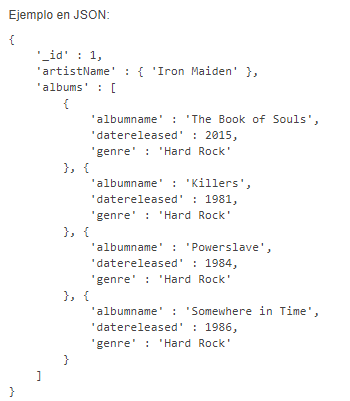 Ejemplo en JSON:
{
    '_id' : 1,
    'artistName' : { 'Iron Maiden' },
    'albums' : [
        {
            'albumname' : 'The Book of Souls',
            'datereleased' : 2015,
            'genre' : 'Hard Rock'
        }, {
            'albumname' : 'Killers',
            'datereleased' : 1981,
            'genre' : 'Hard Rock'
        }, {
            'albumname' : 'Powerslave',
            'datereleased' : 1984,
            'genre' : 'Hard Rock'
        }, {
            'albumname' : 'Somewhere in Time',
            'datereleased' : 1986,
            'genre' : 'Hard Rock'
        }
    ]
}